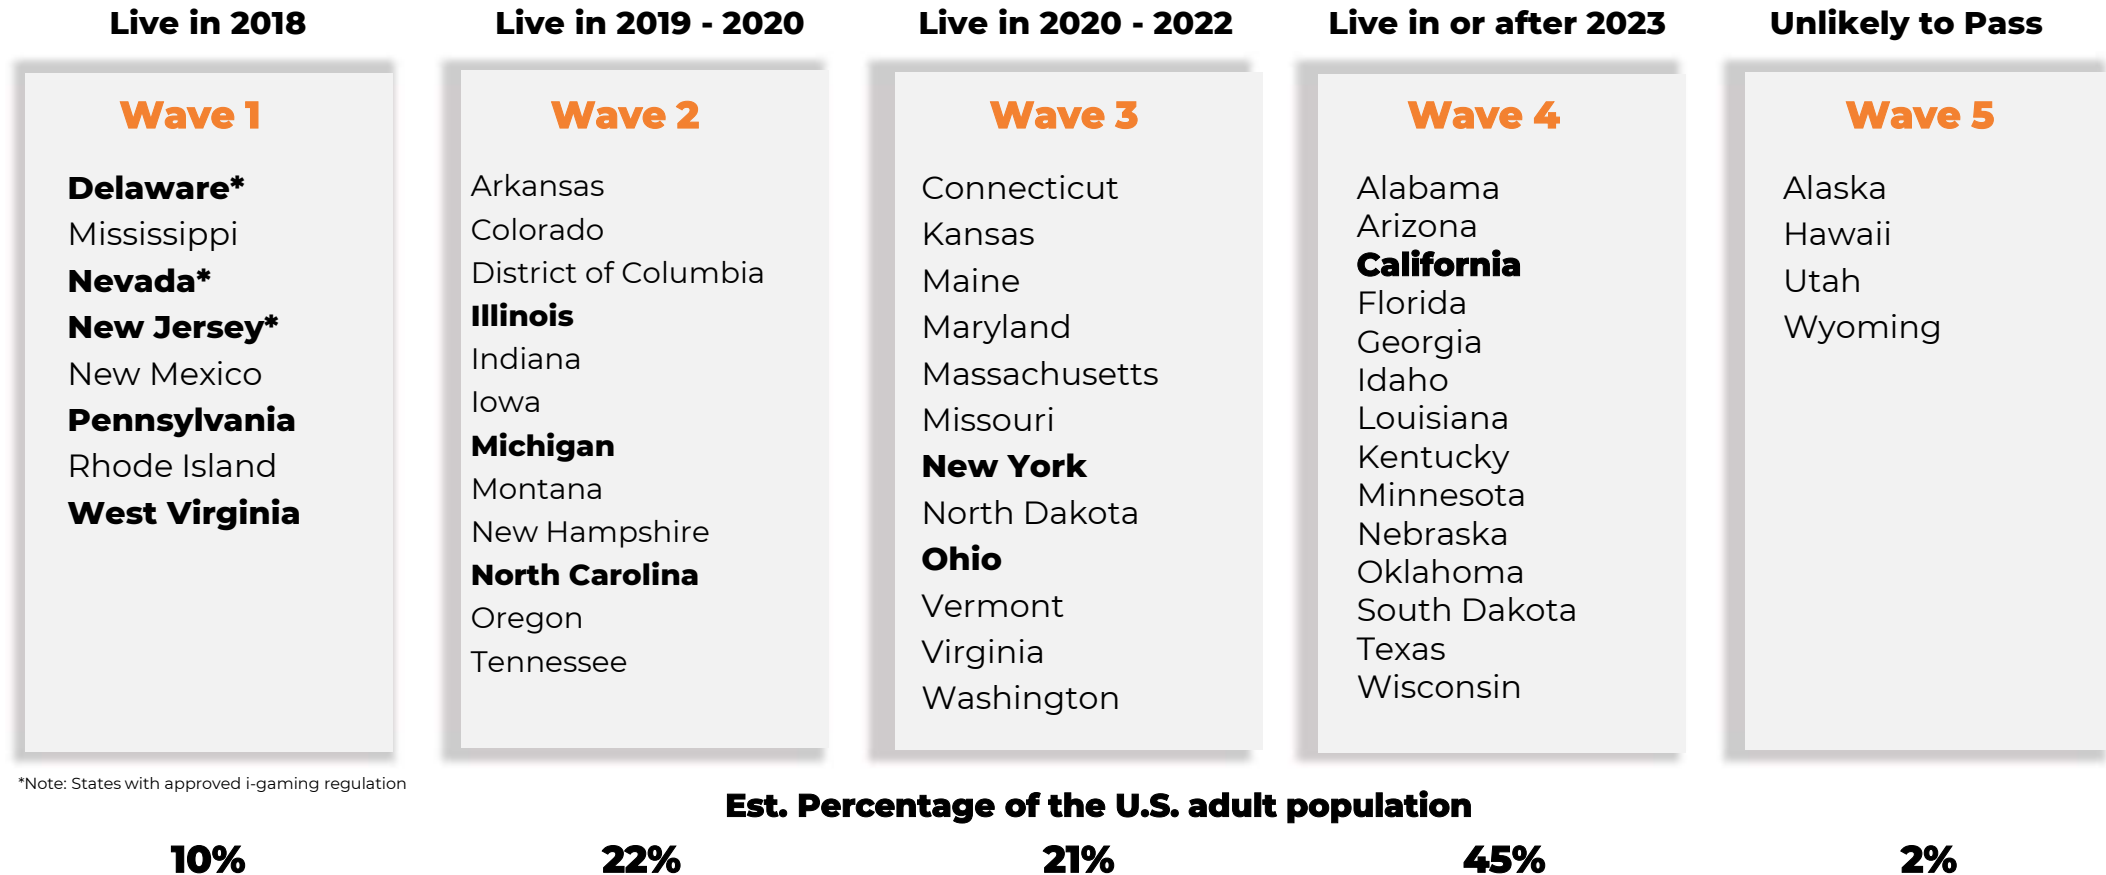 Live in 2018
Wave 1
Delaware*
Mississippi
Nevada*
New Jersey*
New Mexico
Pennsylvania
Rhode Island
West Virginia
Live in 2019 - 2020
Wave 2
Arkansas
Colorado
District of Columbia
Illinois
Indiana
Iowa
Michigan
Montana
New Hampshire
North Carolina
Oregon
Tennessee
Live in 2020 - 2022
Wave 3
Connecticut
Kansas
Maine
Maryland
Massachusetts
Missouri
New York
North Dakota
Ohio
Vermont
Virginia
Washington
Live in or after 2023
Wave 4
Alabama
Arizona
California
Florida
Georgia
Idaho
Louisiana
Kentucky
Minnesota
Nebraska
Oklahoma
South Dakota
Texas
Wisconsin
Unlikely to Pass
Wave 5
Alaska
Hawaii
Utah
Wyoming
*Note: States with approved i-gaming regulation
Est. Percentage of the U.S. adult population
10% 22% 21% 45% 2%